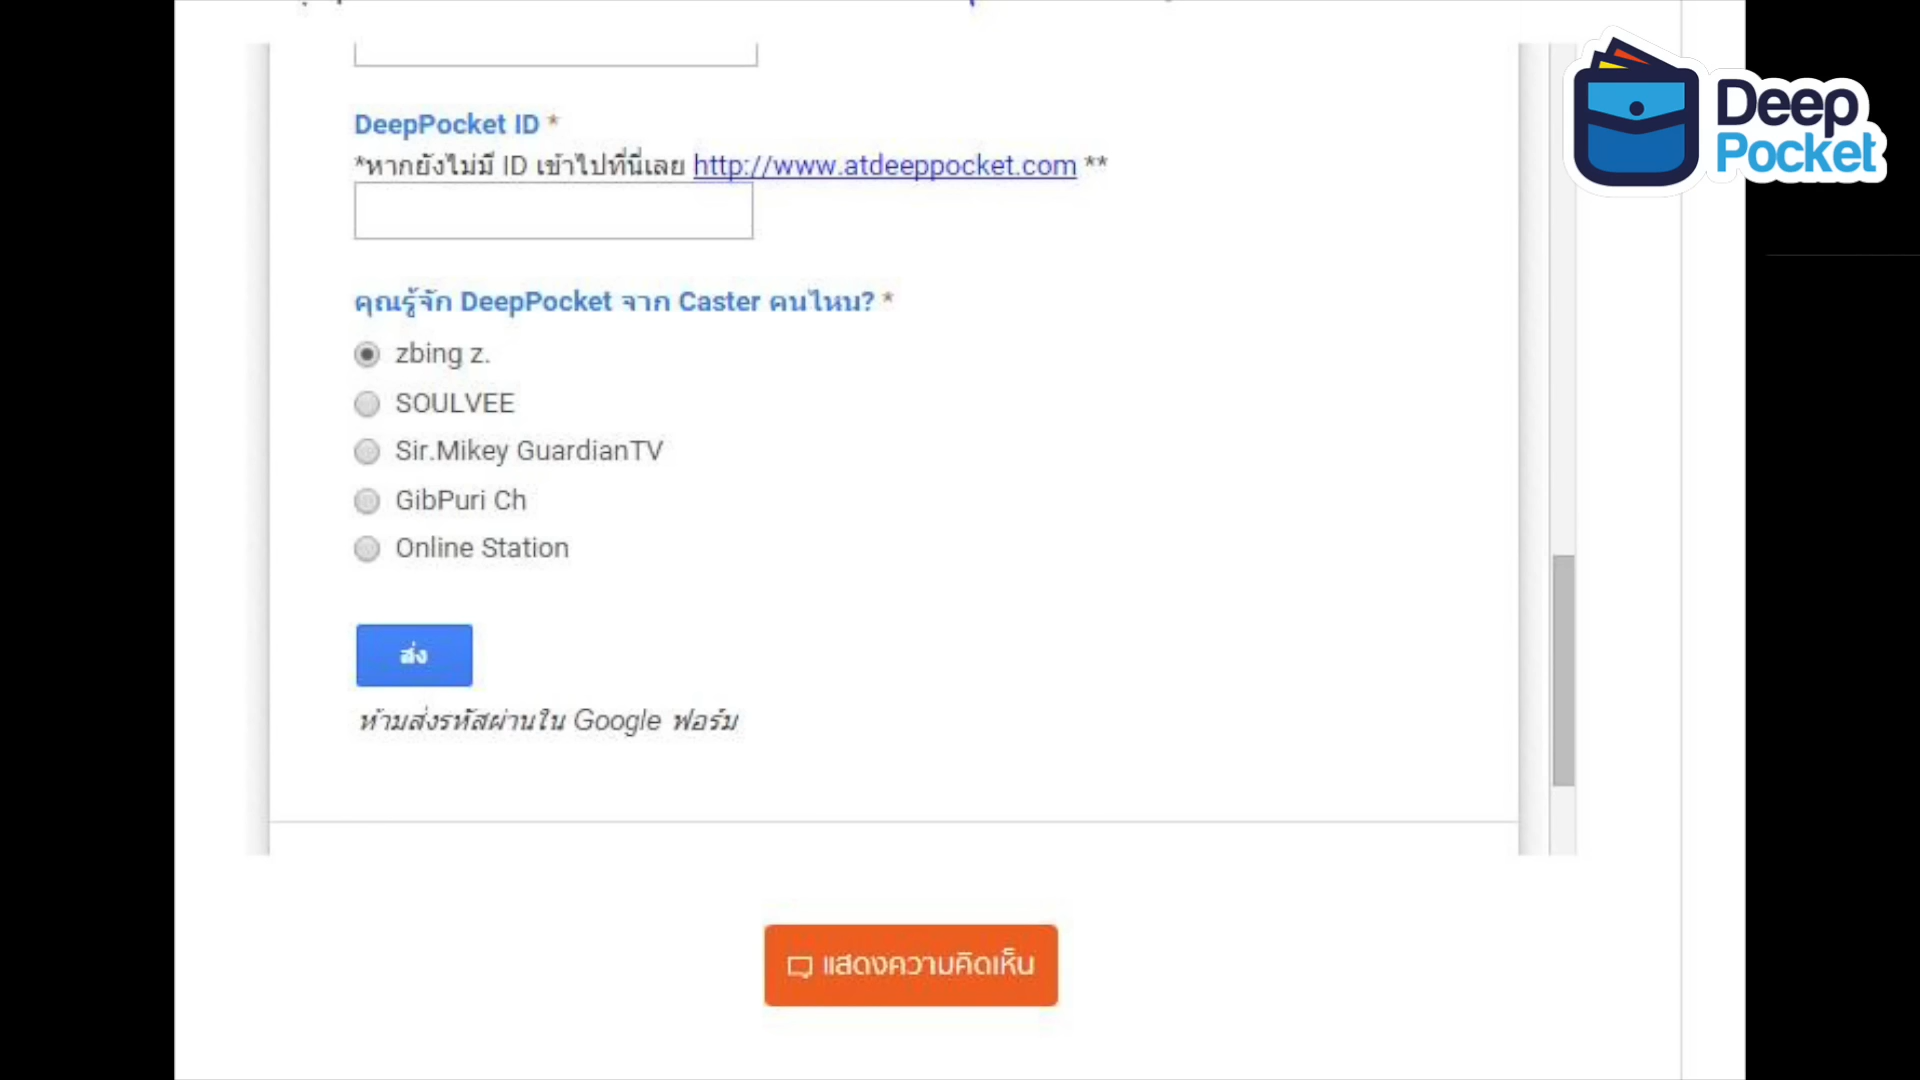 DeepPocket ID *
*หากยังไม่มี ID เข้าไปที่นี่เลย http://www.atdeeppocket.com **
คุณรู้จัก DeepPocket จาก Caster คนไหน? *
zbing z.
SOULVEE
Sir.Mikey GuardianTV
GibPuri Ch
Online Station
ส่ง
ห้ามส่งรหัสผ่านใน Google ฟอร์ม
แสดงความคิดเห็น
Deep
Pocket